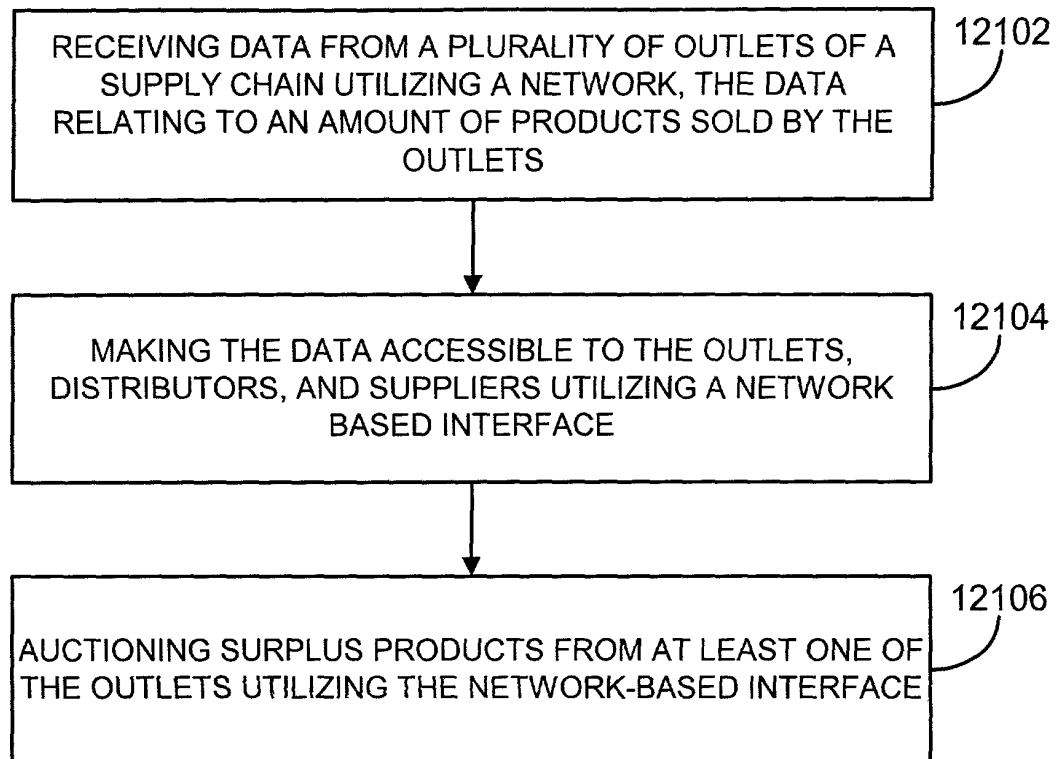 RECEIVING DATA FROM A PLURALITY OF OUTLETS OF A
SUPPLY CHAIN UTILIZING A NETWORK, THE DATA
RELATING TO AN AMOUNT OF PRODUCTS SOLD BY THE
OUTLETS
12102
MAKING THE DATA ACCESSIBLE TO THE OUTLETS,
DISTRIBUTORS, AND SUPPLIERS UTILIZING A NETWORK
BASED INTERFACE
12104
AUCTIONING SURPLUS PRODUCTS FROM AT LEAST ONE OF
THE OUTLETS UTILIZING THE NETWORK-BASED INTERFACE
12106